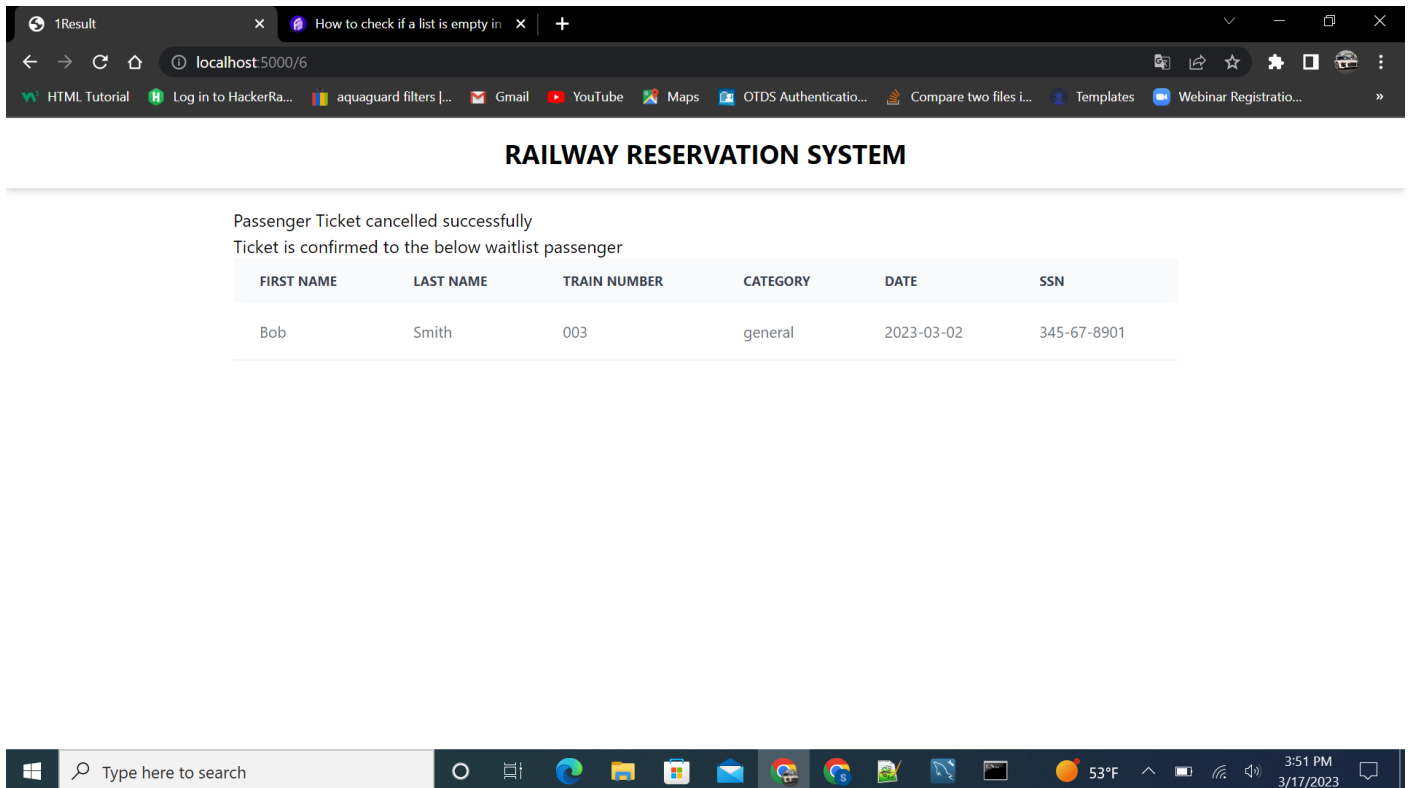 1Result
How to check if a list is empty in
localhost:5000/6
HTML Tutorial Log in to HackerRa... aquaguard filters |... Gmail YouTube Maps OTDS Authenticatio... Compare two files i... Templates Webinar Registratio... »
RAILWAY RESERVATION SYSTEM
Passenger Ticket cancelled successfully
Ticket is confirmed to the below waitlist passenger
FIRST NAME LAST NAME TRAIN NUMBER CATEGORY DATE SSN
Bob Smith 003 general 2023-03-02 345-67-8901
Type here to search 53°F 3:51 PM
3/17/2023